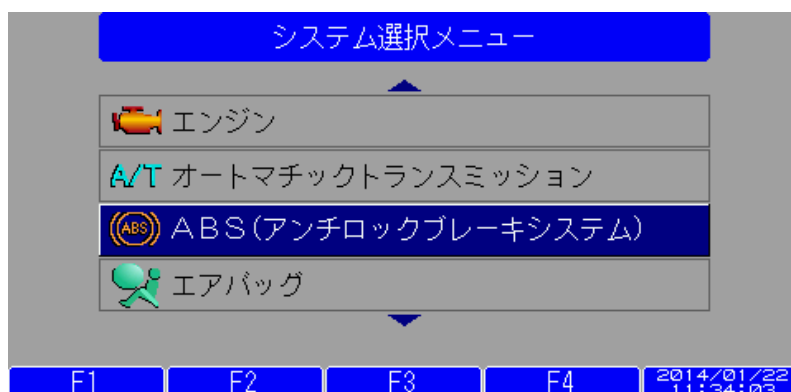 システム選択メニュー
エンジン
A/T オートマチックトランスミッション
(ABS) ABS(アンチロックブレーキシステム)
エアバッグ
F1 F2 F3 F4 2014/01/22
11:34:03